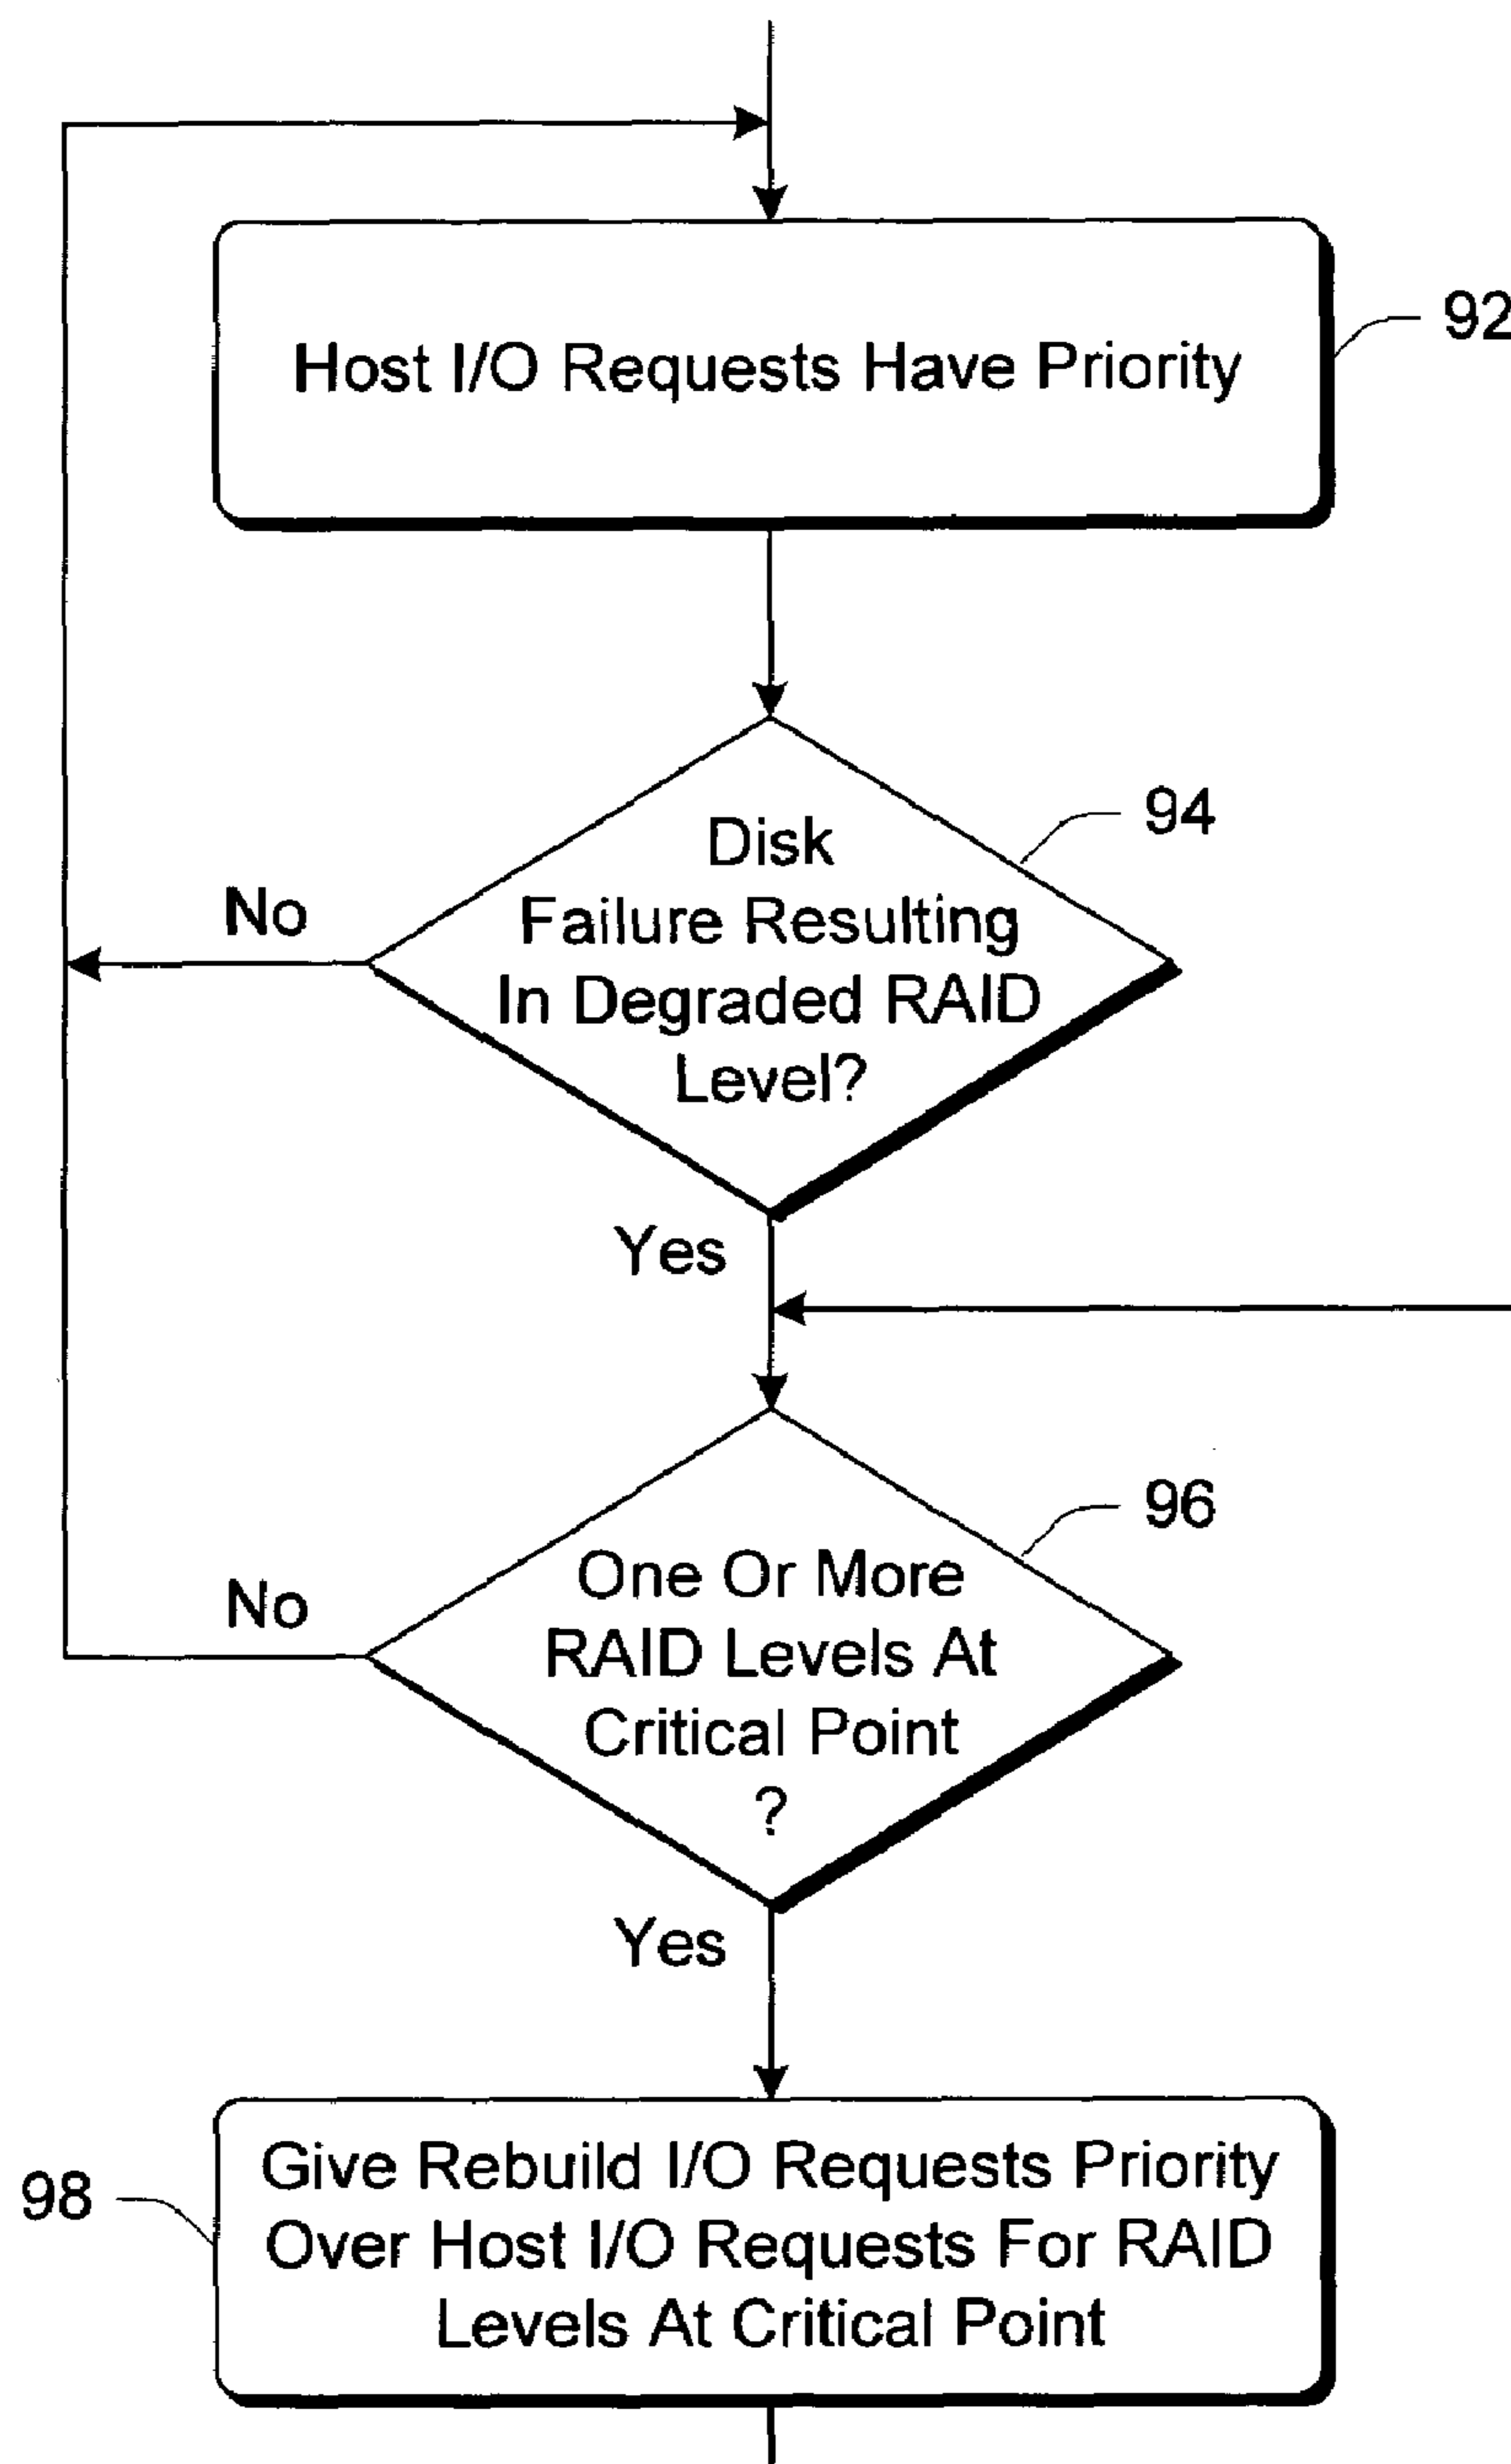 Host I/O Requests Have Priority
92
Disk
Failure Resulting
In Degraded RAID
Level?
94
No
Yes
One Or More
RAID Levels At
Critical Point
?
96
No
Yes
Give Rebuild I/O Requests Priority
Over Host I/O Requests For RAID
Levels At Critical Point
98